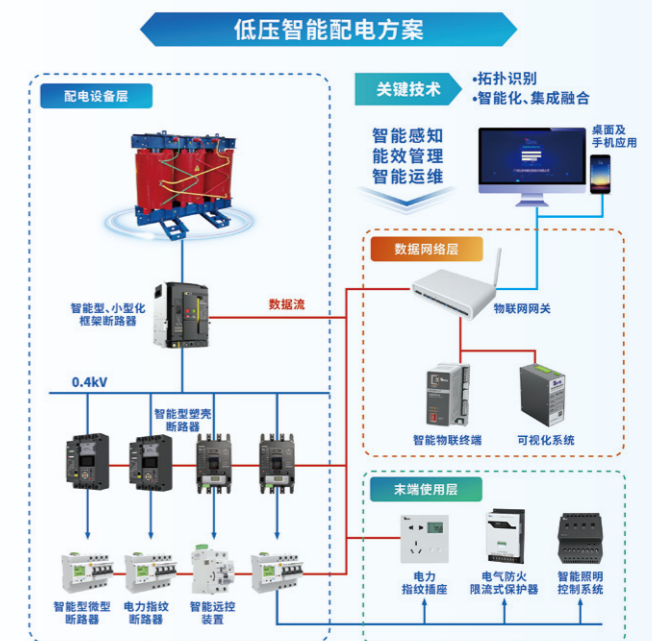 低压智能配电方案
配电设备层
关键技术
•拓扑识别
•智能化、集成融合
智能感知
能效管理
智能运维
桌面及
手机应用
数据网络层
物联网网关
智能型、小型化
框架断路器
数据流
0.4kV
智能型塑壳
断路器
智能物联终端
可视化系统
末端使用层
电力
指纹插座
电气防火
限流式保护器
智能照明
控制系统
智能型微型
断路器
电力指纹
断路器
智能远控
装置